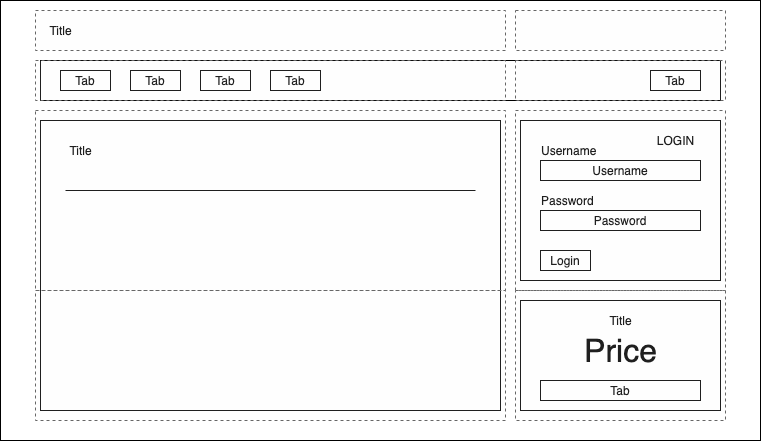 Title
Tab Tab Tab Tab Tab
Title
LOGIN
Username
Username
Password
Password
Login
Title
Price
Tab